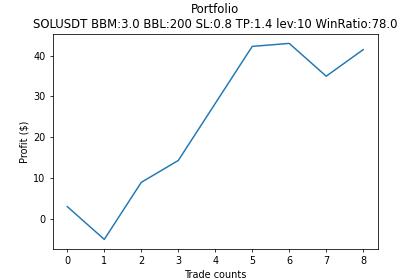 Portfolio
SOLUSDT BBM:3.0 BBL:200 SL:0.8 TP:1.4 lev:10 WinRatio:78.0
40
30
20
10
0
Profit ($)
0 1 2 3 4 5 6 7 8
Trade counts